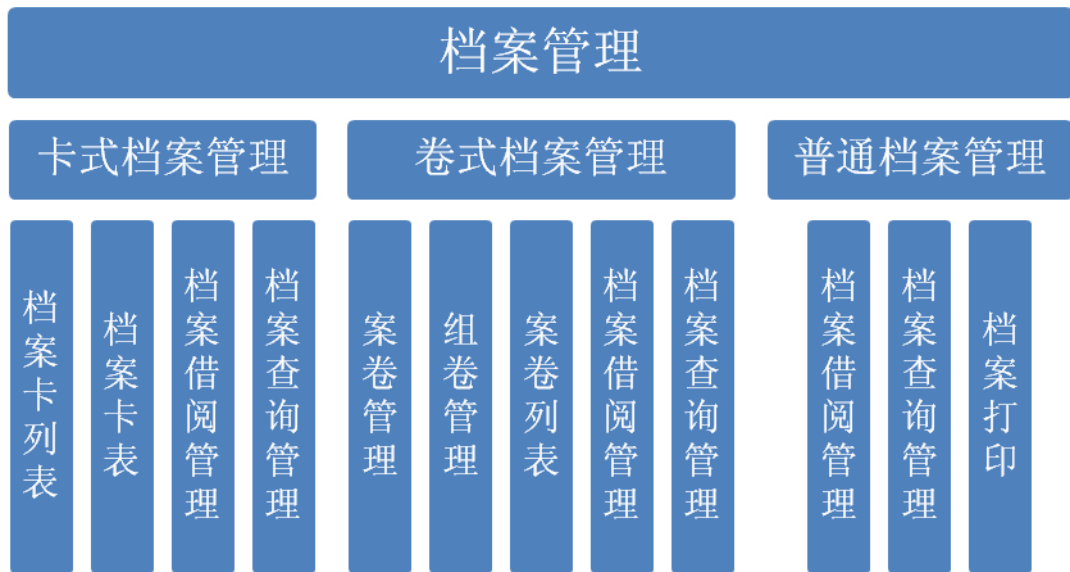 档案管理
卡式档案管理
卷式档案管理
普通档案管理
档案卡列表
档案卡表
档案借阅管理
档案查询管理
案卷管理
组卷管理
案卷列表
档案借阅管理
档案查询管理
档案借阅管理
档案查询管理
档案打印